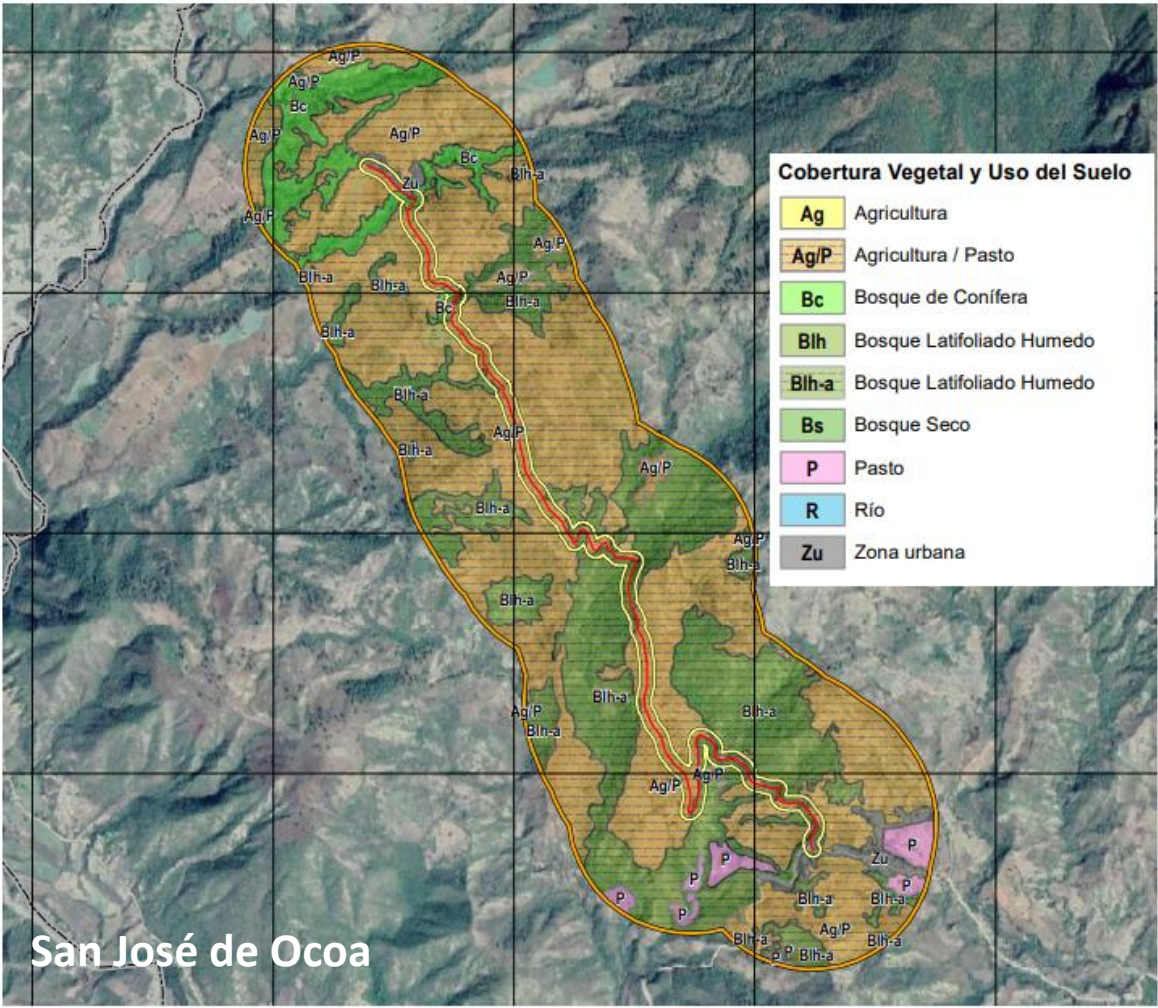 Ag/P
Ag/P
Bc
Ag/P
Ag/P
Bc
Blh-a
Zu
Ag/P
Ag/P
Blh-a
Blh-a
Ag/P
Blh-a
Bc
Blh-a
Blh-a
Ag/P
Blh-a
Ag/P
Blh-a
Ag/P
Blh-a
Blh-a
Blh-a
Ag/P
Blh-a
Blh-a
Ag/P
Ag/P
P
P
Zu
P
P
P
P
Blh-a
Blh-a
Ag/P
Blh-a
Blh-a
P
P
Blh-a
Cobertura Vegetal y Uso del Suelo
Ag Agricultura
Ag/P Agricultura / Pasto
Bc Bosque de Conífera
Blh Bosque Latifoliado Humedo
Blh-a Bosque Latifoliado Humedo
Bs Bosque Seco
P Pasto
R Río
Zu Zona urbana
San José de Ocoa